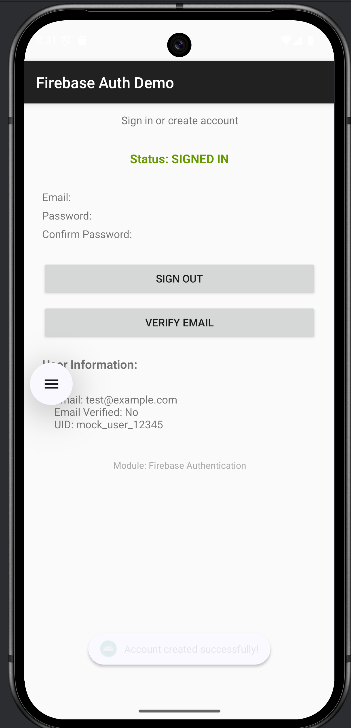 Firebase Auth Demo
Sign in or create account
Status: SIGNED IN
Email:
Password:
Confirm Password:
SIGN OUT
VERIFY EMAIL
User Information:
Email: test@example.com
Email Verified: No
UID: mock_user_12345
Module: Firebase Authentication
Account created successfully!